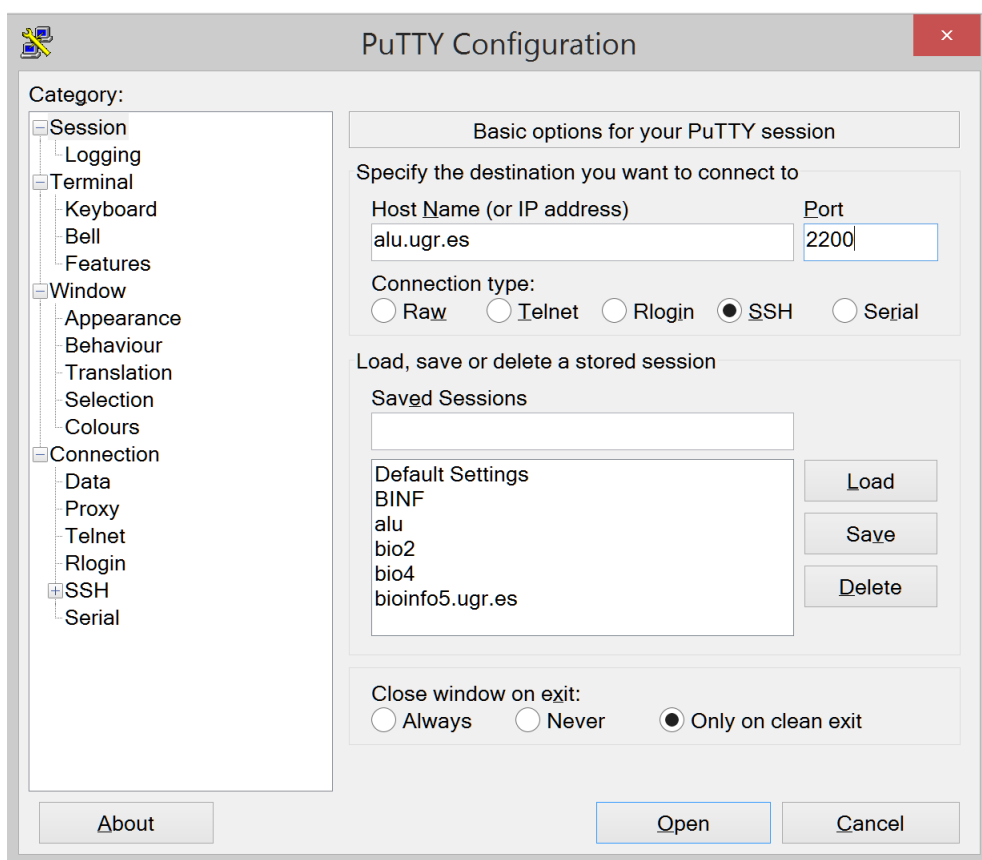 PuTTY Configuration
×
Category:
Session
Logging
Terminal
Keyboard
Bell
Features
Window
Appearance
Behaviour
Translation
Selection
Colours
Connection
Data
Proxy
Telnet
Rlogin
SSH
Serial
Basic options for your PuTTY session
Specify the destination you want to connect to
Host Name (or IP address) Port
alu.ugr.es 2200
Connection type:
Raw Telnet Rlogin SSH Serial
Load, save or delete a stored session
Saved Sessions
Default Settings
BINF
alu
bio2
bio4
bioinfo5.ugr.es
Load
Save
Delete
Close window on exit:
Always Never Only on clean exit
About Open Cancel